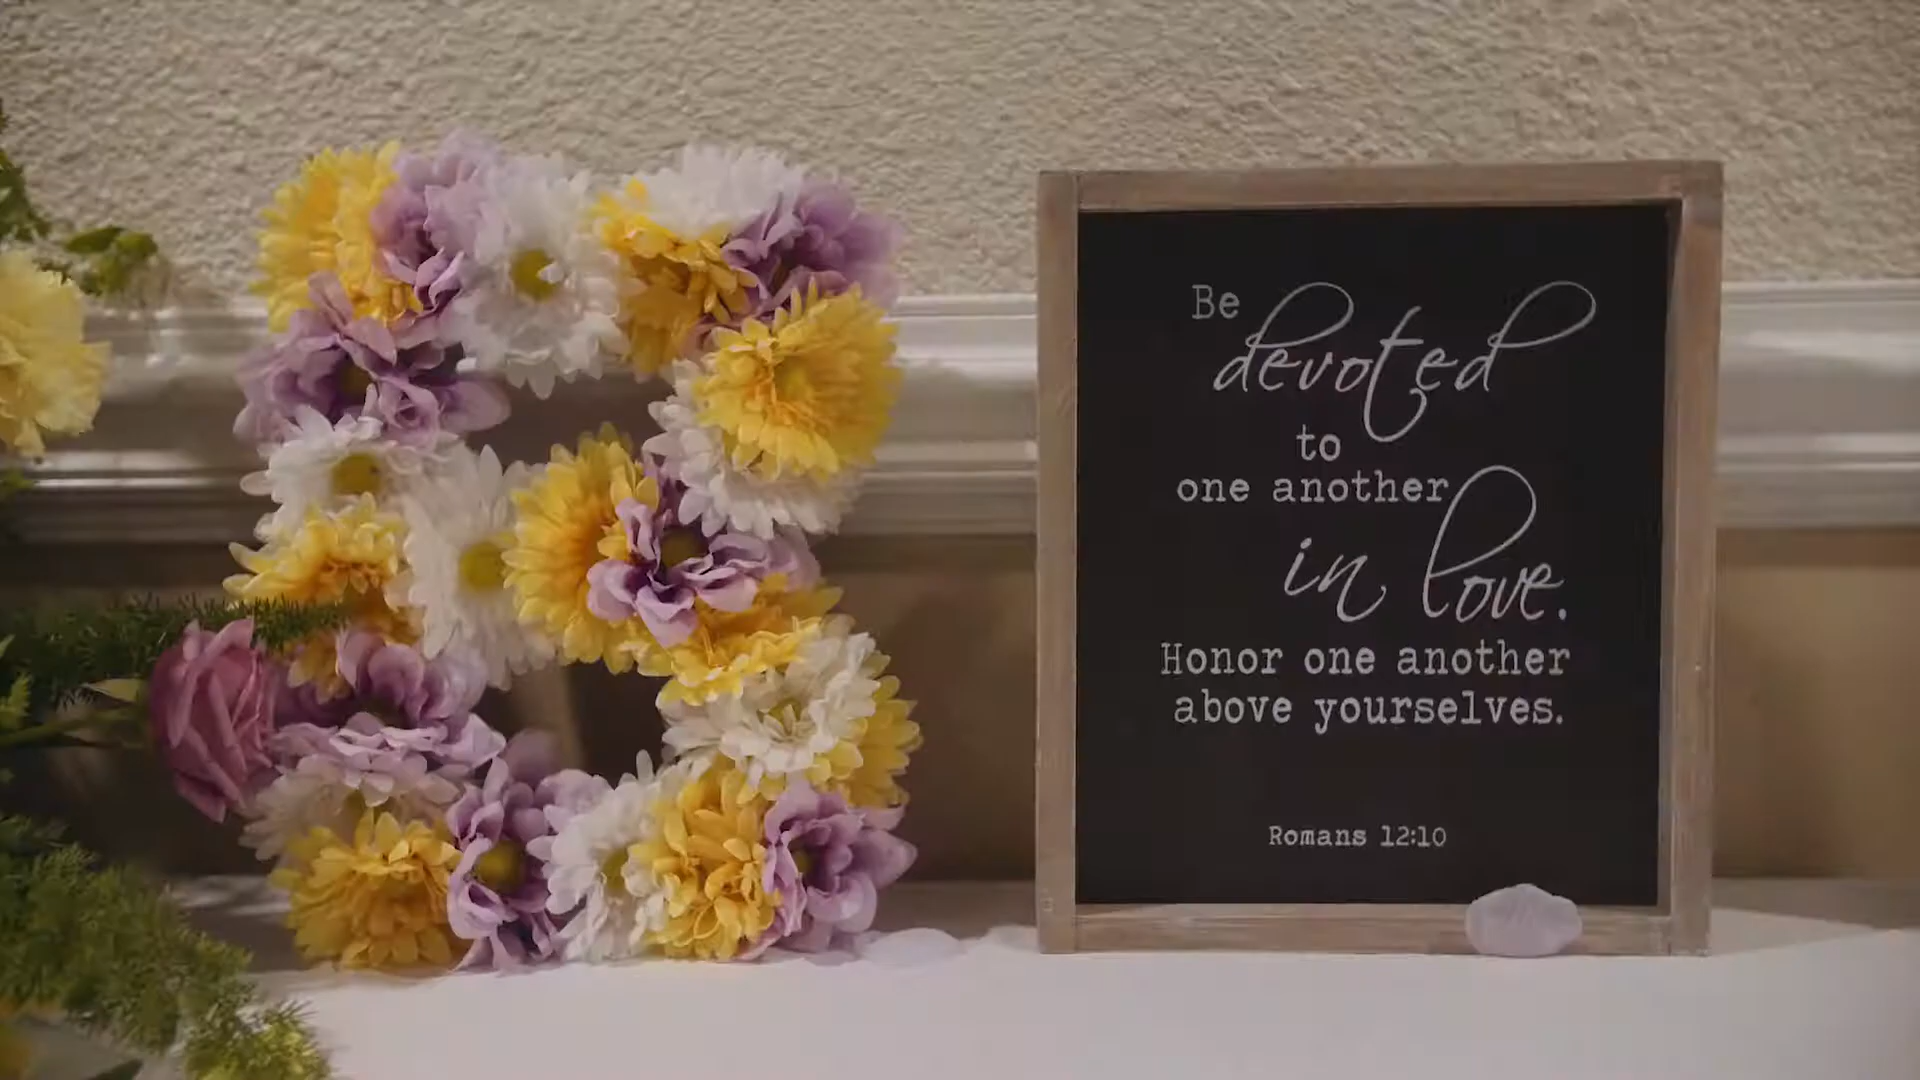 B
Be
devoted
to
one another
in love.
Honor one another
above yourselves.
Romans 12:10